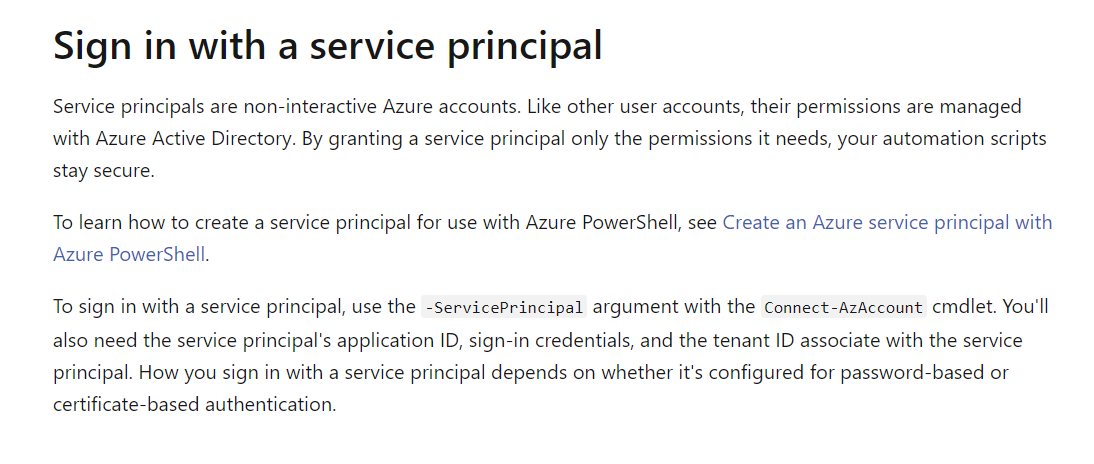 Sign in with a service principal
Service principals are non-interactive Azure accounts. Like other user accounts, their permissions are managed
with Azure Active Directory. By granting a service principal only the permissions it needs, your automation scripts
stay secure.
To learn how to create a service principal for use with Azure PowerShell, see Create an Azure service principal with
Azure PowerShell.
To sign in with a service principal, use the -ServicePrincipal argument with the Connect-AzAccount cmdlet. You'll
also need the service principal's application ID, sign-in credentials, and the tenant ID associate with the service
principal. How you sign in with a service principal depends on whether it's configured for password-based or
certificate-based authentication.